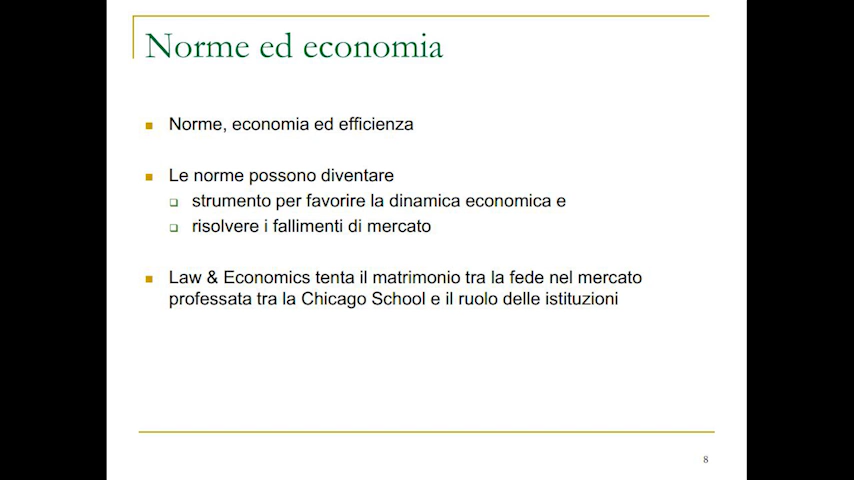 Norme ed economia
Norme, economia ed efficienza
Le norme possono diventare
strumento per favorire la dinamica economica e
risolvere i fallimenti di mercato
Law & Economics tenta il matrimonio tra la fede nel mercato
professata tra la Chicago School e il ruolo delle istituzioni
8